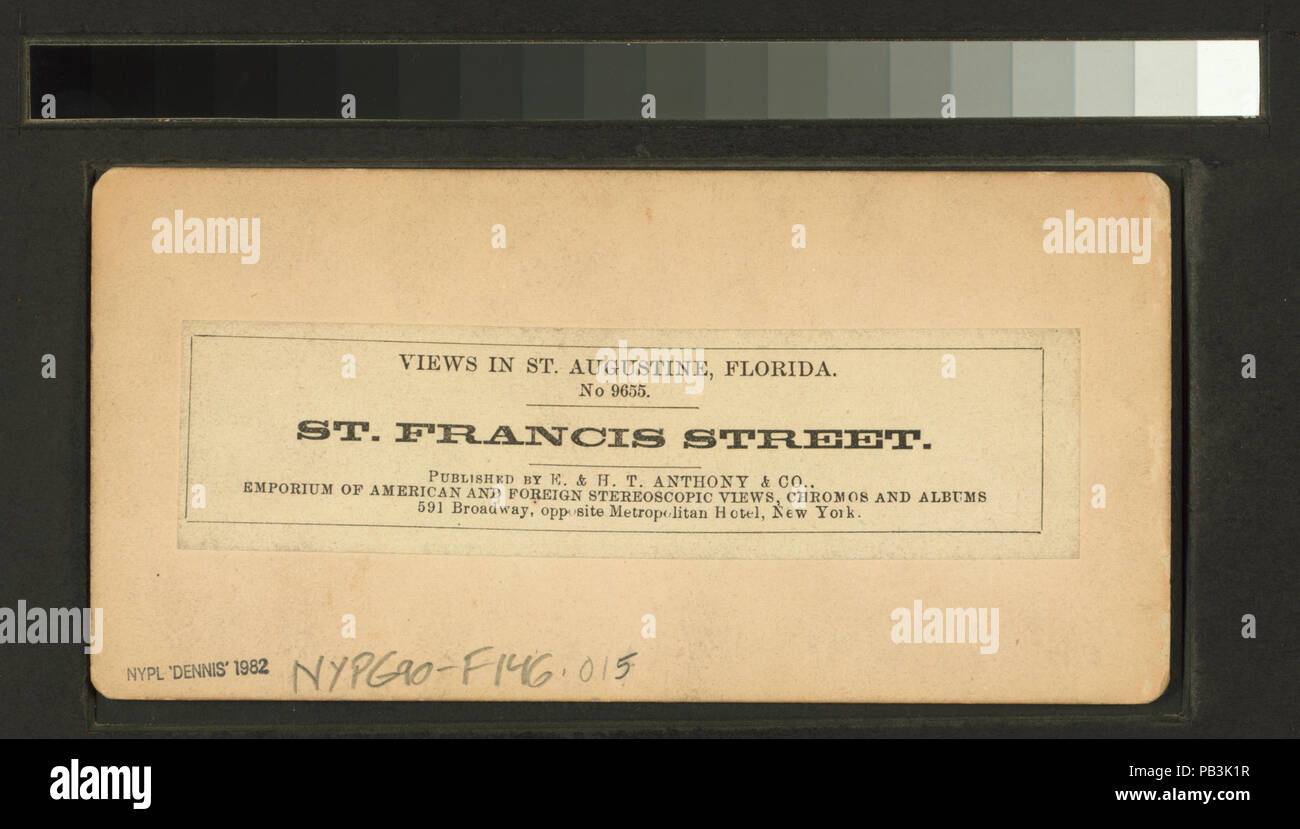 VIEWS IN ST. AUGUSTINE, FLORIDA.
No 9655.
ST. FRANCIS STREET.
PUBLISHED BY E. & H. T. ANTHONY & CO..
EMPORIUM OF AMERICAN AND FOREIGN STEREOSCOPIC VIEWS, CHROMOS AND ALBUMS
591 Broadway, opposite Metropolitan Hotel, New York.
NYPL 'DENNIS' 1982
NYPG90-F146.015
alamy
alamy
alamy
alamy
a
a
a
a
a
a
a
a
a
a
a
a
a
alamy
Image ID: PB3K1R
www.alamy.com